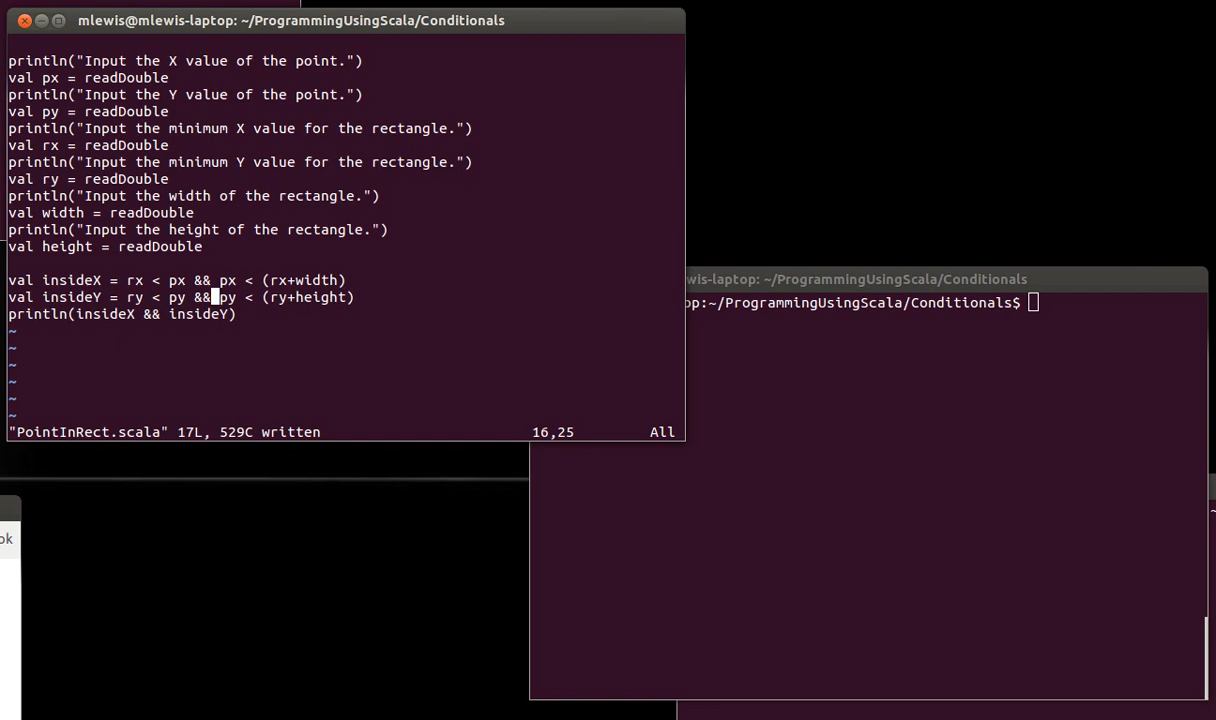 mlewis@mlewis-laptop: ~/ProgrammingUsingScala/Conditionals
println("Input the X value of the point.")
val px = readDouble
println("Input the Y value of the point.")
val py = readDouble
println("Input the minimum X value for the rectangle.")
val rx = readDouble
println("Input the minimum Y value for the rectangle.")
val ry = readDouble
println("Input the width of the rectangle.")
val width = readDouble
println("Input the height of the rectangle.")
val height = readDouble
val insideX = rx < px && px < (rx+width)
val insideY = ry < py && py < (ry+height)
println(insideX && insideY)
~
~
~
~
~
~
"PointInRect.scala" 17L, 529C written 16,25 All
wis-laptop: ~/ProgrammingUsingScala/Conditionals
op:~/ProgrammingUsingScala/Conditionals$
ok
~